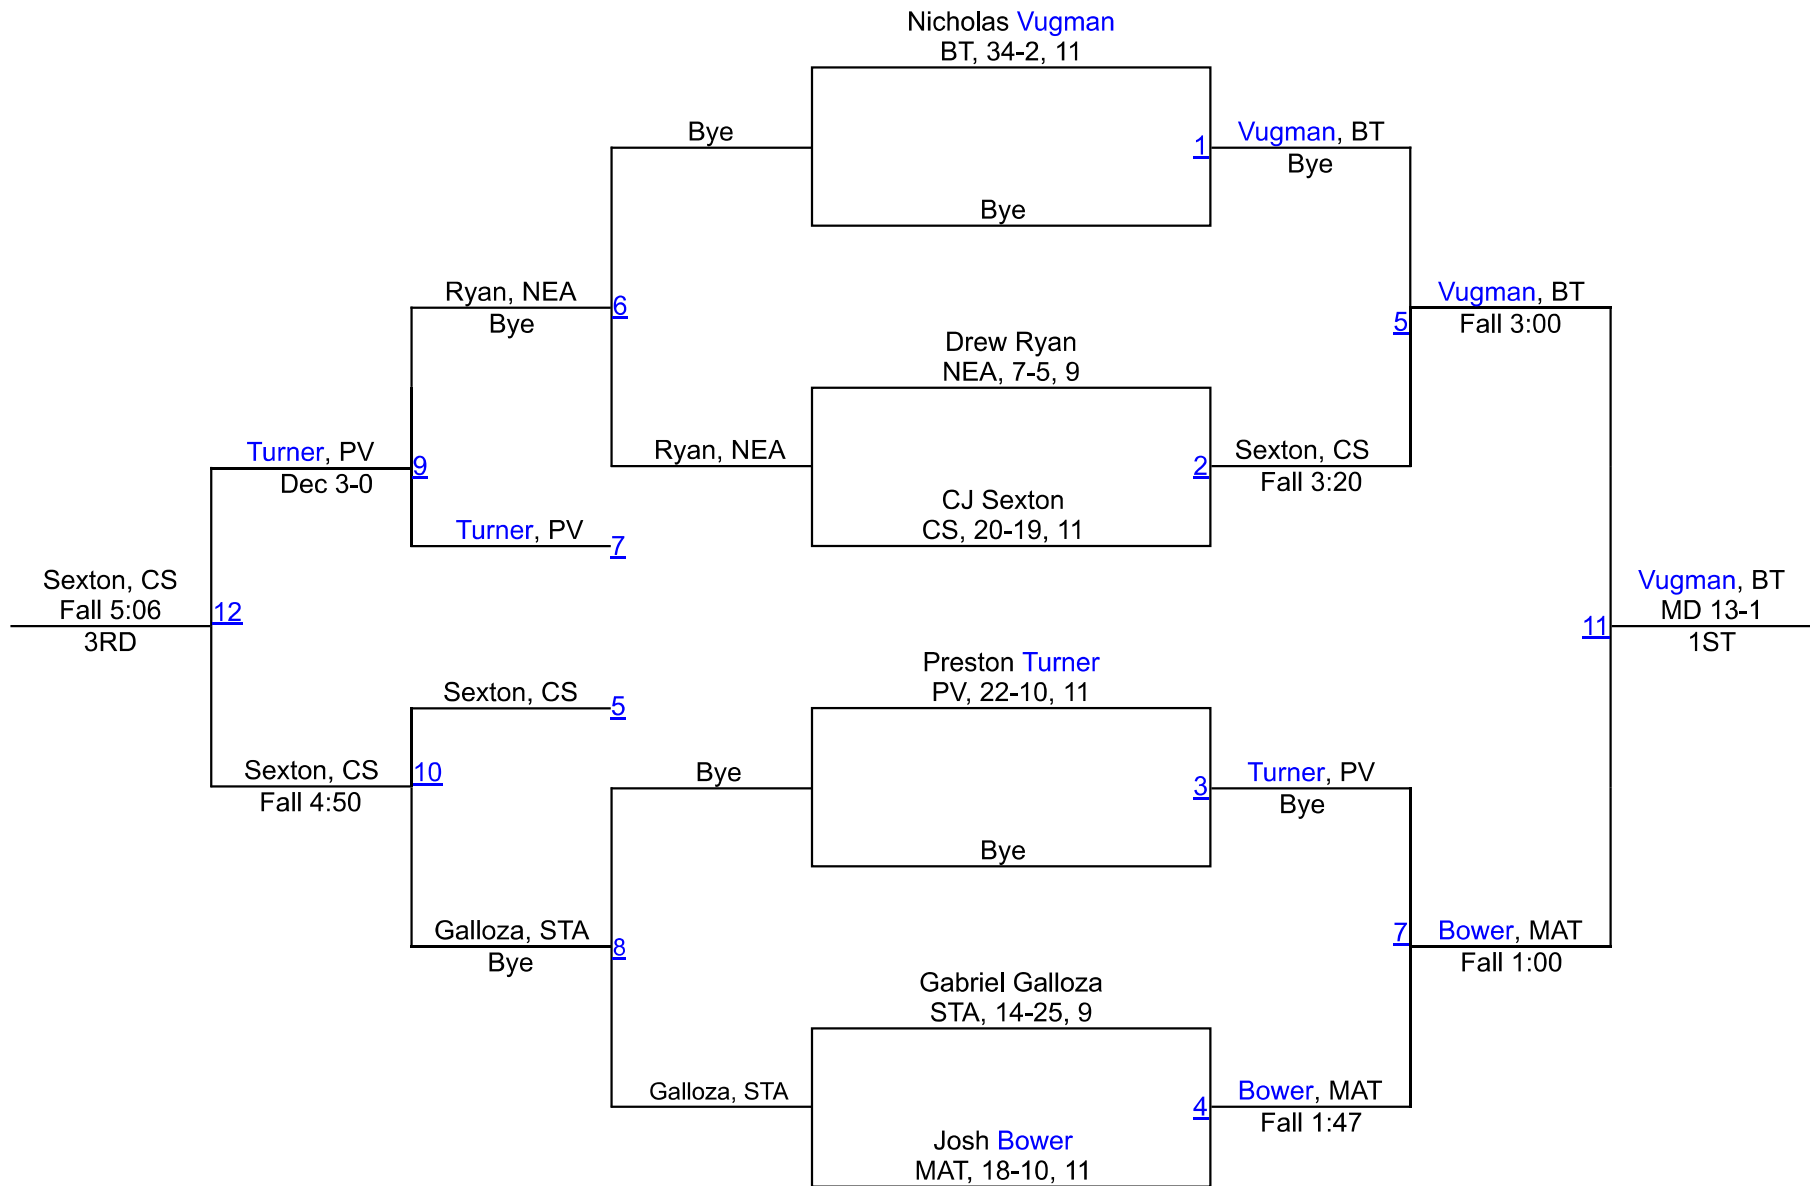 Nicholas Vugman
BT, 34-2, 11
Bye
1
Vugman, BT
Bye
Bye
Ryan, NEA
Bye
6
Vugman, BT
Fall 3:00
5
Drew Ryan
NEA, 7-5, 9
Turner, PV
Dec 3-0
9
Ryan, NEA
2
Sexton, CS
Fall 3:20
CJ Sexton
CS, 20-19, 11
Turner, PV
7
Sexton, CS
Fall 5:06
3RD
12
Vugman, BT
MD 13-1
1ST
11
Preston Turner
PV, 22-10, 11
Sexton, CS
5
Sexton, CS
Fall 4:50
10
Bye
3
Turner, PV
Bye
Bye
Galloza, STA
Bye
8
7
Bower, MAT
Fall 1:00
Gabriel Galloza
STA, 14-25, 9
Galloza, STA
4
Bower, MAT
Fall 1:47
Josh Bower
MAT, 18-10, 11